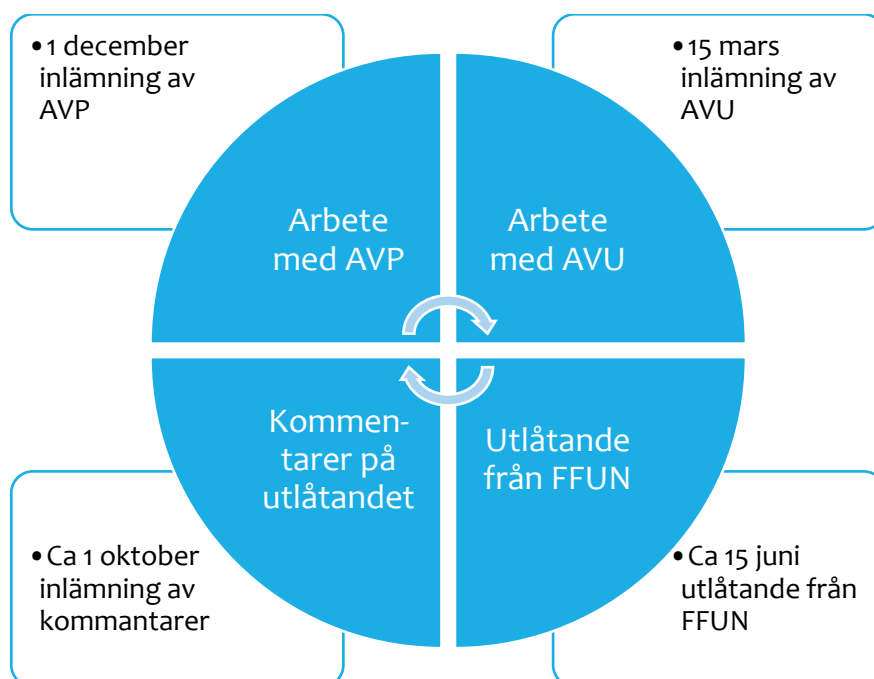 •1 december
inlämning av
AVP
•15 mars
inlämning av
AVU
Arbete
med AVP
Arbete
med AVU
Kommen-
tarer på
utlåtandet
Utlåtande
från FFUN
•Ca 1 oktober
inlämning av
kommantarer
•Ca 15 juni
utlåtande från
FFUN